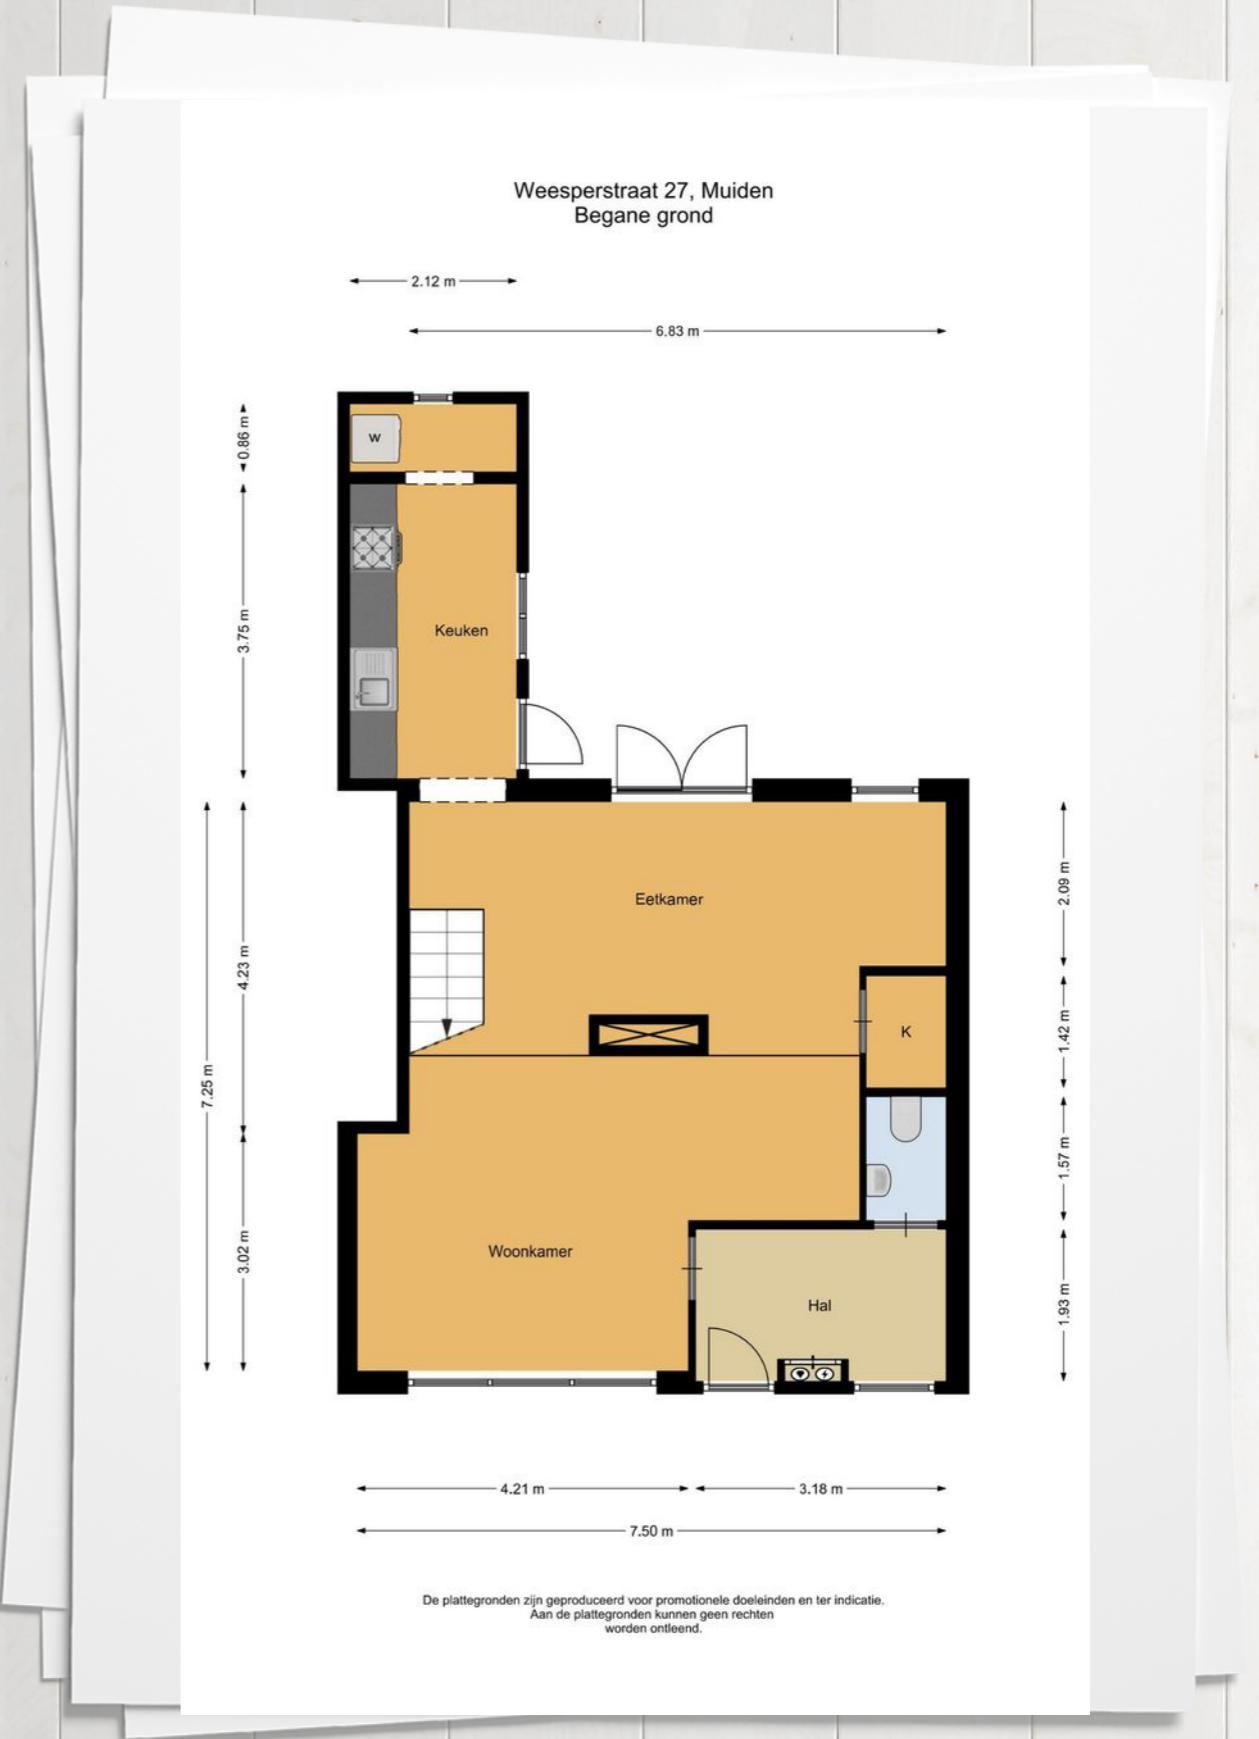 Weesperstraat 27, Muiden
Begane grond
2.12 m
6.83 m
0.86 m
W
3.75 m
Keuken
Eetkamer
2.09 m
4.23 m
K
1.42 m
7.25 m
1.57 m
Woonkamer
3.02 m
Hal
1.93 m
4.21 m
3.18 m
7.50 m
De plattegronden zijn geproduceerd voor promotionele doeleinden en ter indicatie.
Aan de plattegronden kunnen geen rechten
worden ontleend.